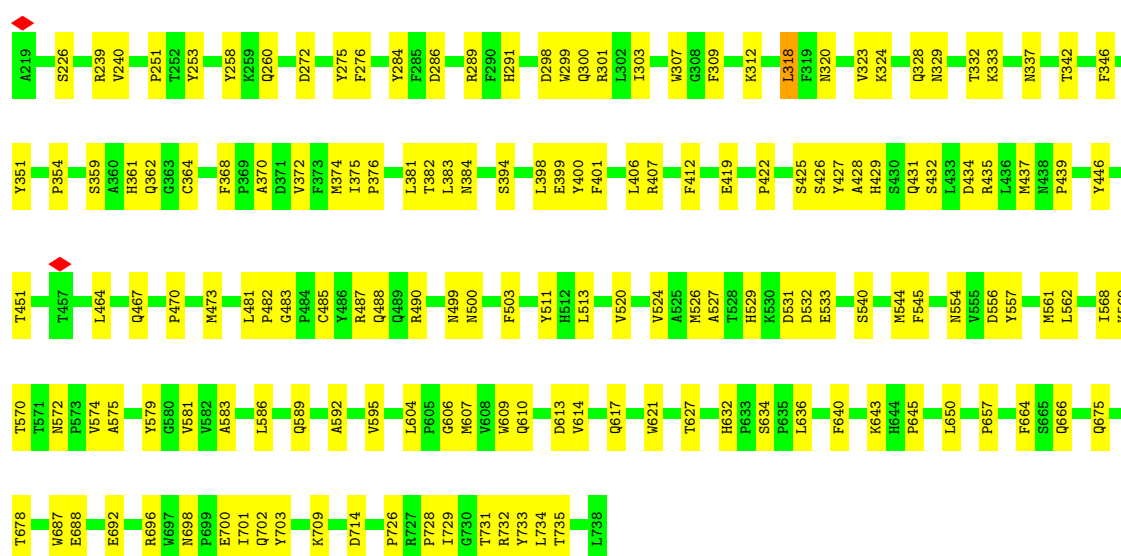 A219 S226 R239 V240 P251 T252 Y253 Y258 K259 Q260 D272 Y275 F276 Y284 F285 D286 R289 F290 H291 D298 W299 Q300 R301 L302 I303 W307 G308 F309 K312 L318 F319 N320 V323 K324 Q328 N329 T332 K333 N337 T342 F346
Y351 P354 S359 A360 H361 Q362 G363 C364 F368 P369 A370 D371 V372 F373 M374 I375 P376 L381 T382 L383 N384 S394 L398 E399 Y400 F401 L406 R407 F412 E419 P422 S425 S426 Y427 A428 H429 S430 Q431 S432 L433 D434 R435 L436 M437 N438 P439 Y446
T451 T457 L464 Q467 P470 M473 L481 P482 G483 P484 C485 Y486 R487 Q488 Q489 R490 N499 N500 F503 Y511 H512 L513 V520 V524 A525 M526 A527 T528 H529 K530 D531 D532 E533 S540 M544 F545 N554 V555 D556 Y557 M561 L562 I568
T570 T571 N572 P573 V574 A575 Y579 G580 V581 V582 A583 L586 Q589 A592 V595 L604 P605 G606 M607 V608 W609 Q610 D613 V614 Q617 W621 T627 H632 P633 S634 P635 L636 F640 K643 H644 P645 L650 P657 F664 S665 Q666 Q675
T678 W687 E688 E692 R696 W697 N698 P699 E700 I701 Q702 Y703 K709 D714 P726 R727 P728 I729 G730 T731 R732 Y733 L734 T735 L738